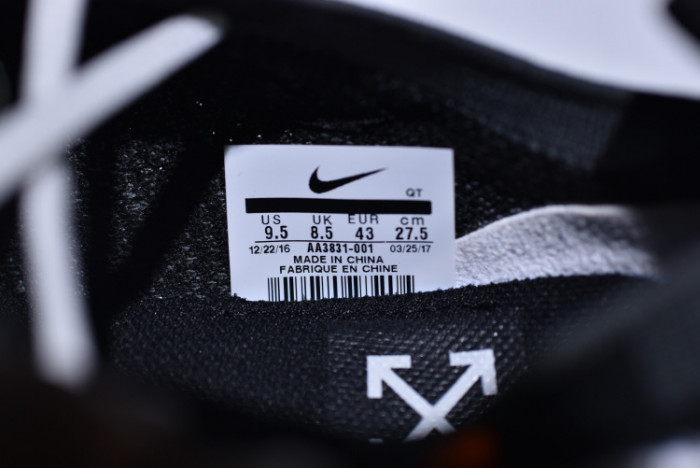 QT
US UK EUR cm
9.5 8.5 43 27.5
12/22/16 AA3831-001 03/25/17
MADE IN CHINA
FABRIQUE EN CHINE